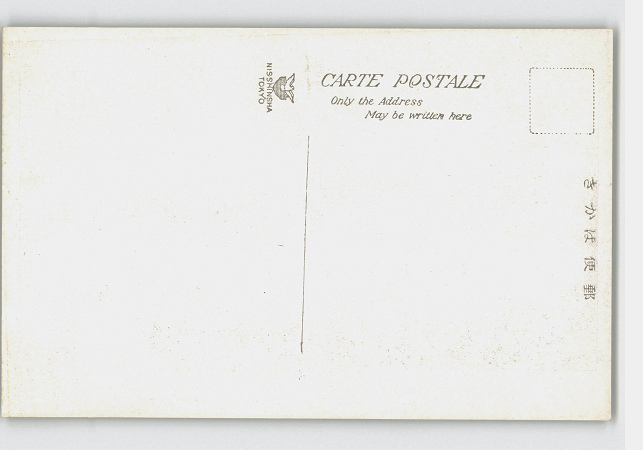 CARTE POSTALE
Only the Address
May be written here
NISSHINSHA
TOKYO
きかは便郵